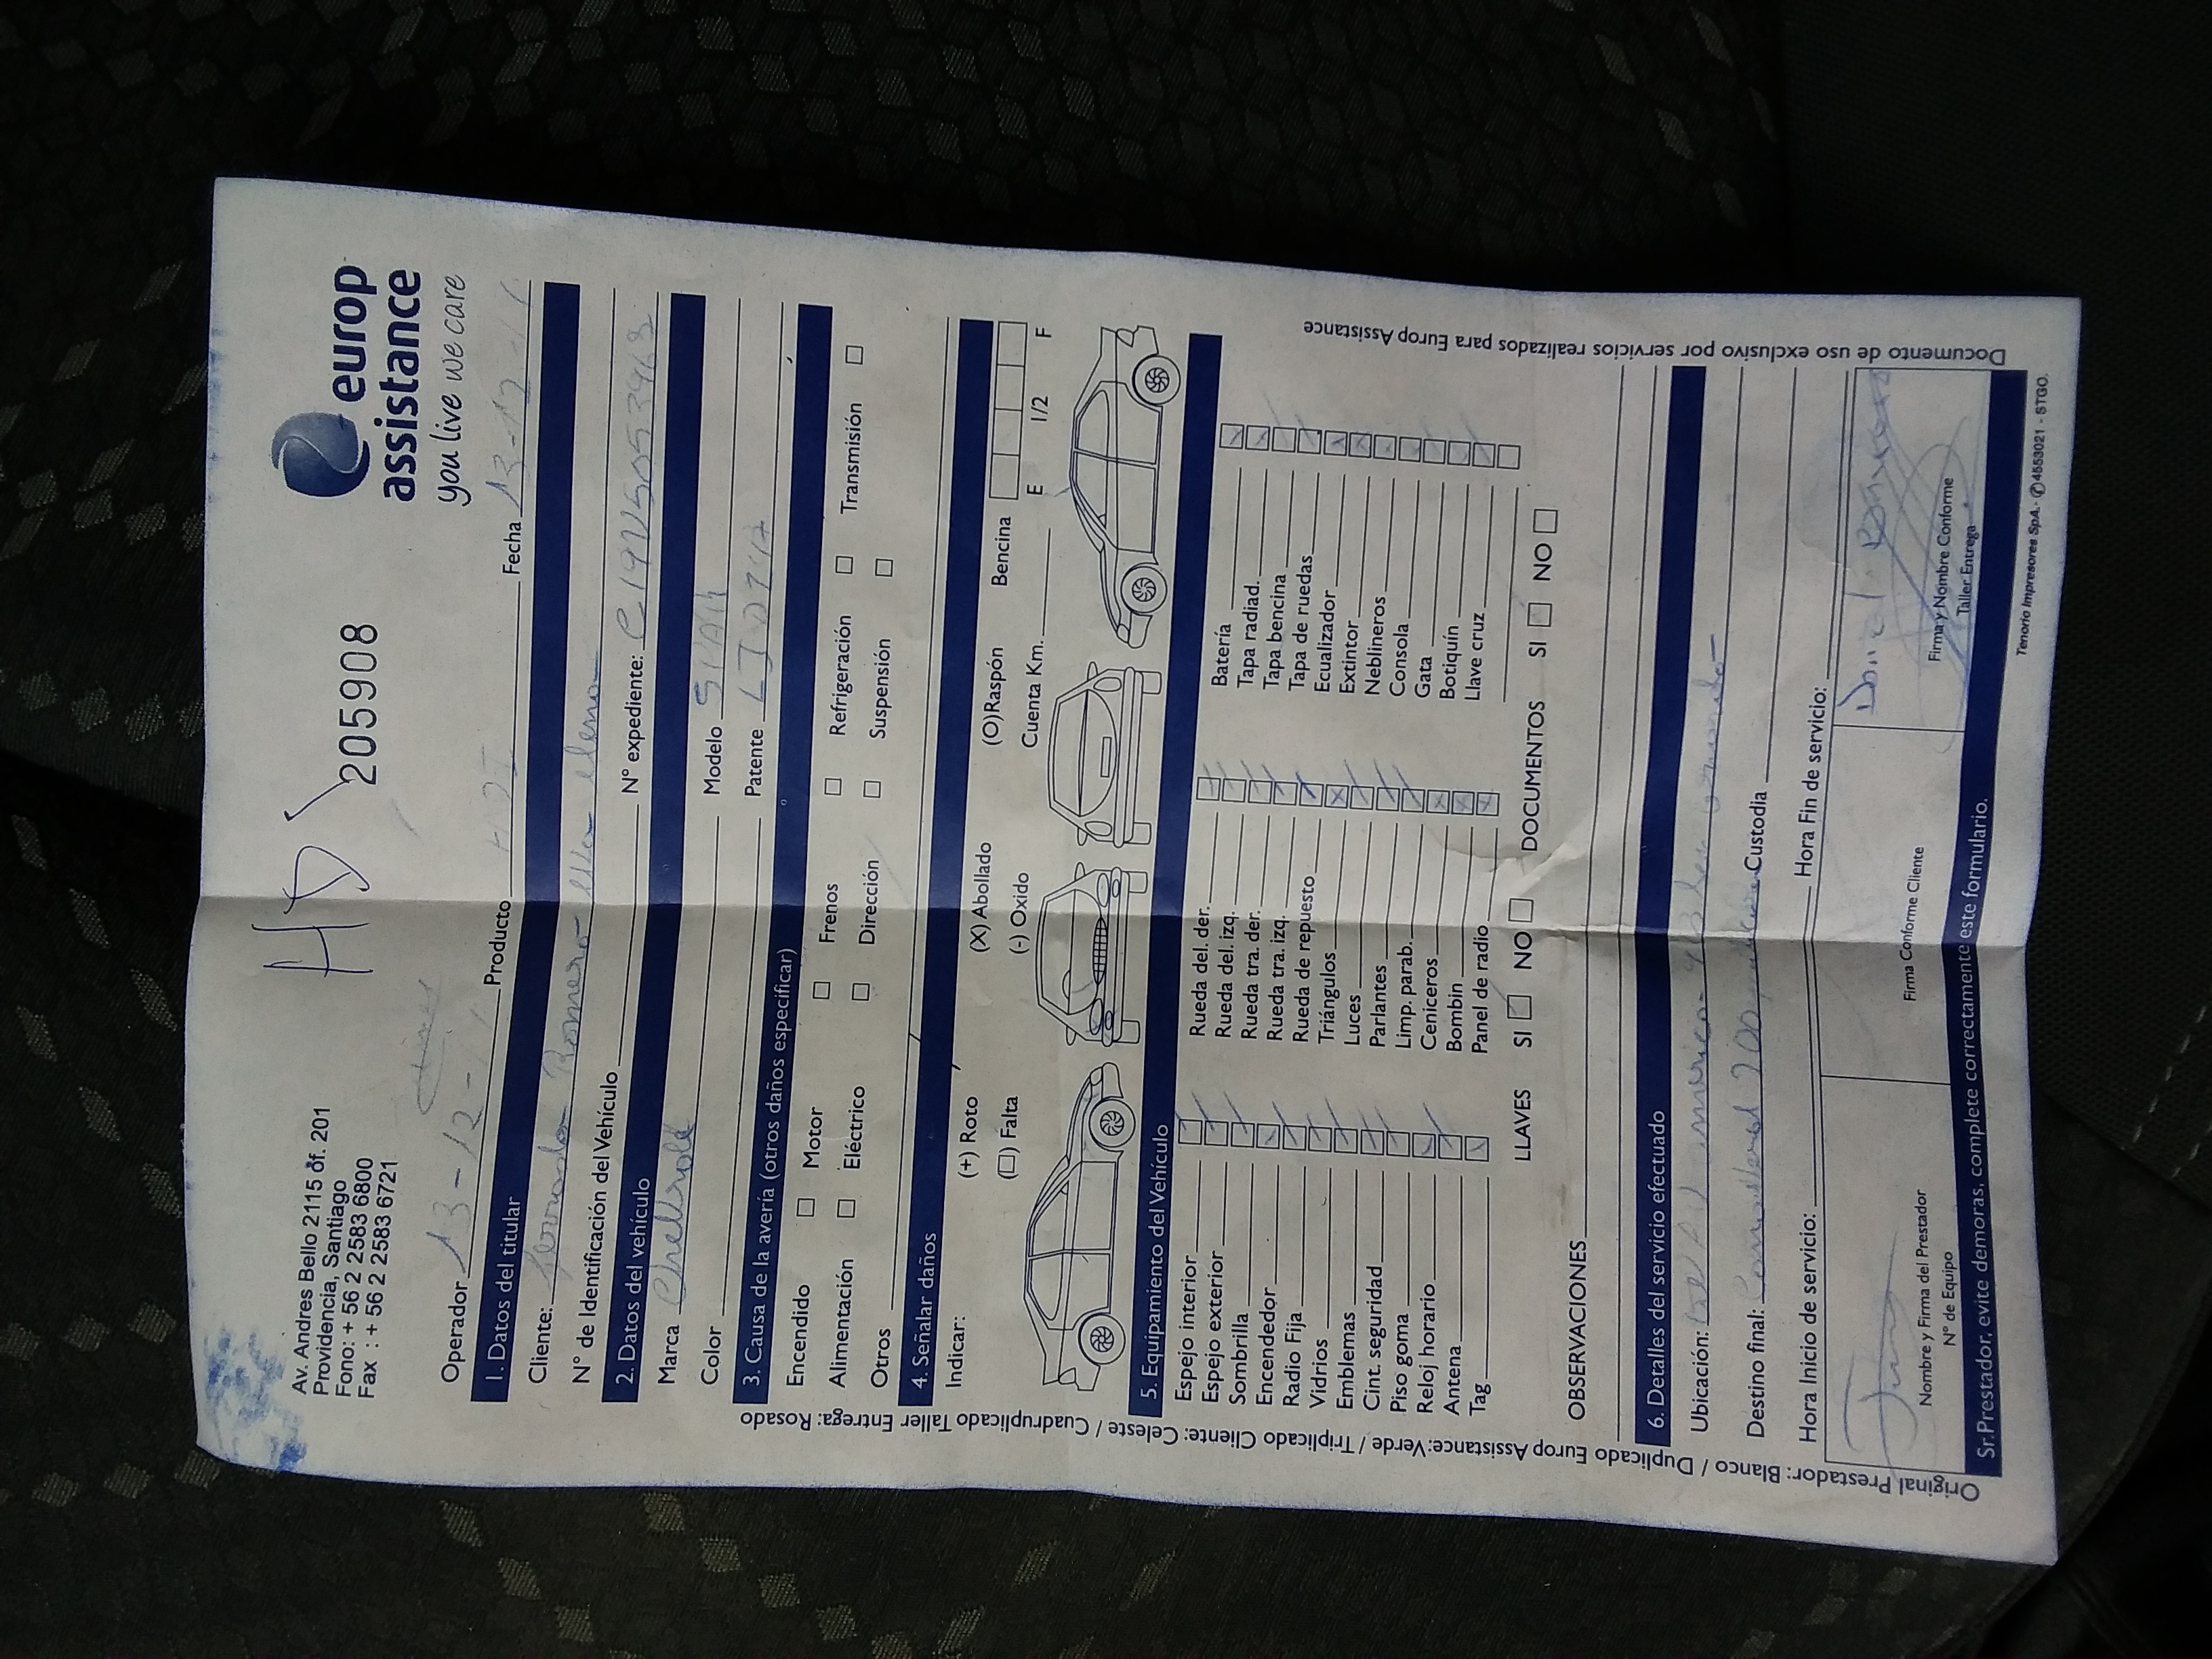 HD
Av. Andres Bello 2115 of. 201
Providencia, Santiago
Fono: + 56 2 2583 6800
Fax : + 56 2 2583 6721
205908
europ
assistance
you live we care
Operador 13-12- Producto HDI Fecha 13-12-
1. Datos del titular
Cliente: Romero
N° de Identificación del Vehículo
2. Datos del vehículo N° expediente:
Marca Chebrolet Modelo
Color Patente
3. Causa de la avería (otros daños especificar)
Encendido Motor Frenos Refrigeración Transmisión
Alimentación Eléctrico Dirección Suspensión
Otros
4. Señalar daños
Indicar: (+) Roto (X) Abollado (O)Raspón Bencina
(□) Falta (-) Oxido Cuenta Km. E 1/2 F
5. Equipamiento del Vehículo
Espejo interior Rueda del. der. Batería
Espejo exterior Rueda del. izq. Tapa radiad.
Sombrilla Rueda tra. der. Tapa bencina
Encendedor Rueda tra. izq. Tapa de ruedas
Radio Fija Rueda de repuesto Ecualizador
Vidrios Triángulos Extintor
Emblemas Luces Neblineros
Cint. seguridad Parlantes Consola
Piso goma Limp. parab. Gata
Reloj horario Ceniceros Botiquín
Antena Bombin Llave cruz
Tag Panel de radio
LLAVES SI NO DOCUMENTOS SI NO
OBSERVACIONES
6. Detalles del servicio efectuado
Ubicación:
Destino final: 200 Custodia
Hora Inicio de servicio: Hora Fin de servicio:
Nombre y Firma del Prestador
N° de Equipo
Firma Conforme Cliente
Firma y Nombre Conforme
Taller Entrega
Sr. Prestador, evite demoras, complete correctamente este formulario.
Tenorio Impresores SpA.- ✆4553021 - STGO.
Original Prestador: Blanco / Duplicado Europ Assistance: Verde / Triplicado Cliente: Celeste / Cuadruplicado Taller Entrega: Rosado
Documento de uso exclusivo por servicios realizados para Europ Assistance